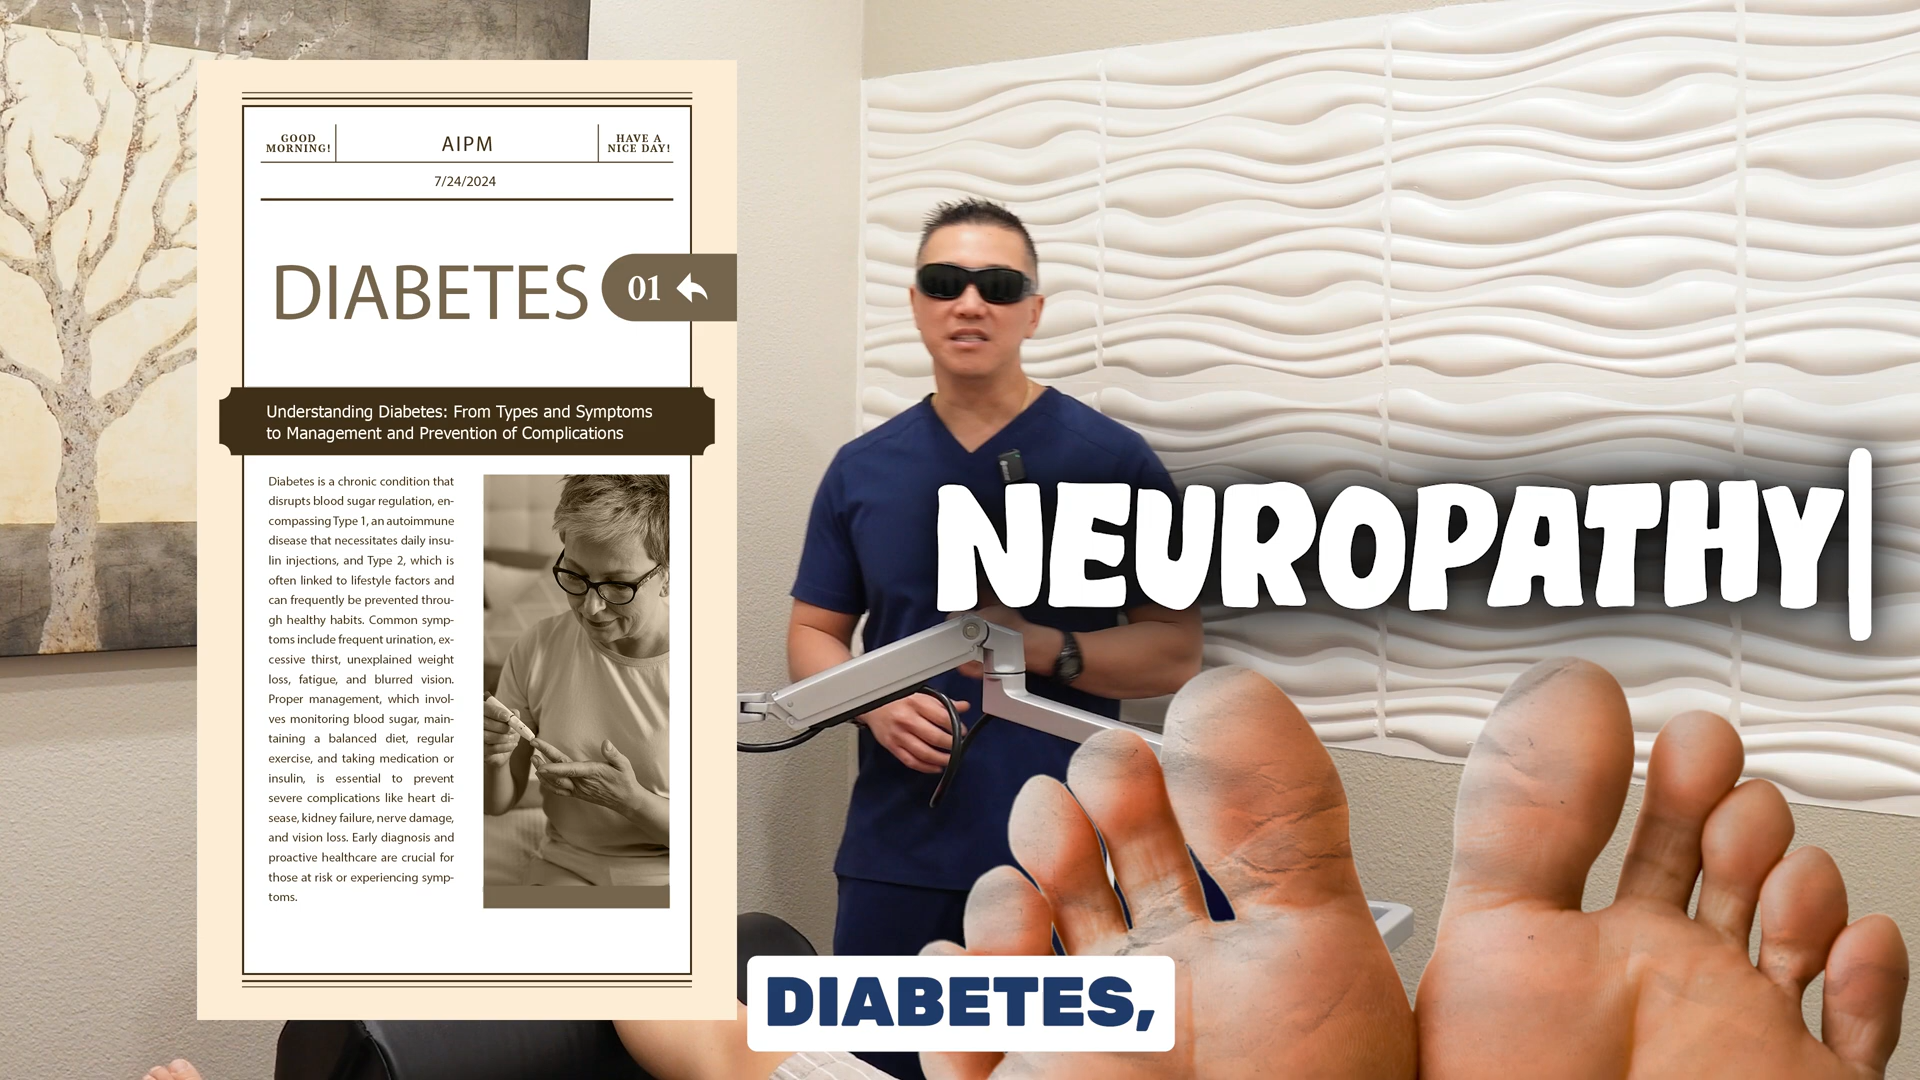 GOOD
MORNING!
AIPM
HAVE A
NICE DAY!
7/24/2024
DIABETES
01
Understanding Diabetes: From Types and Symptoms
to Management and Prevention of Complications
Diabetes is a chronic condition that
disrupts blood sugar regulation, en-
compassing Type 1, an autoimmune
disease that necessitates daily insu-
lin injections, and Type 2, which is
often linked to lifestyle factors and
can frequently be prevented throu-
gh healthy habits. Common symp-
toms include frequent urination, ex-
cessive thirst, unexplained weight
loss, fatigue, and blurred vision.
Proper management, which invol-
ves monitoring blood sugar, main-
taining a balanced diet, regular
exercise, and taking medication or
insulin, is essential to prevent
severe complications like heart di-
sease, kidney failure, nerve damage,
and vision loss. Early diagnosis and
proactive healthcare are crucial for
those at risk or experiencing symp-
toms.
NEUROPATHY
DIABETES,